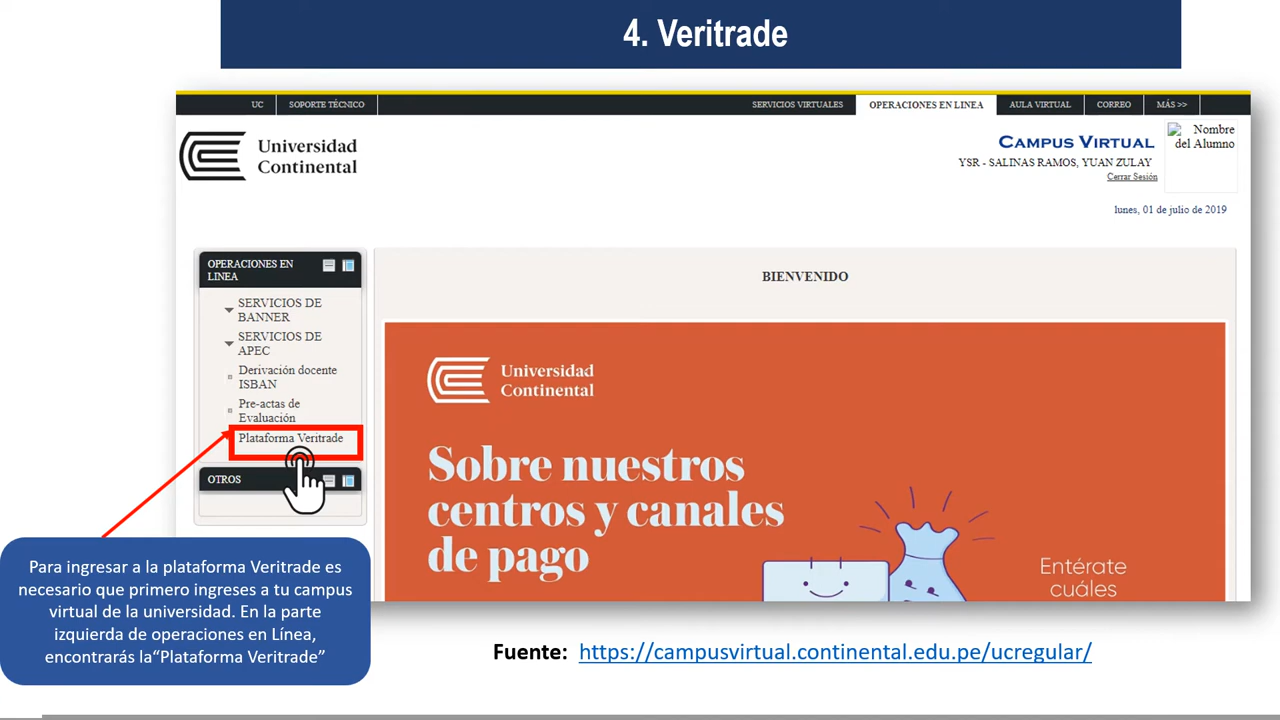 4. Veritrade
UC SOPORTE TÉCNICO SERVICIOS VIRTUALES OPERACIONES EN LINEA AULA VIRTUAL CORREO MÁS >>
Universidad
Continental
CAMPUS VIRTUAL
YSR - SALINAS RAMOS, YUAN ZULAY
Cerrar Sesión
Nombre
del Alumno
lunes, 01 de julio de 2019
OPERACIONES EN
LINEA
SERVICIOS DE
BANNER
SERVICIOS DE
APEC
Derivación docente
ISBAN
Pre-actas de
Evaluación
Plataforma Veritrade
OTROS
BIENVENIDO
Universidad
Continental
Sobre nuestros
centros y canales
de pago
Entérate
cuáles
Para ingresar a la plataforma Veritrade es
necesario que primero ingreses a tu campus
virtual de la universidad. En la parte
izquierda de operaciones en Línea,
encontrarás la“Plataforma Veritrade”
Fuente: https://campusvirtual.continental.edu.pe/ucregular/